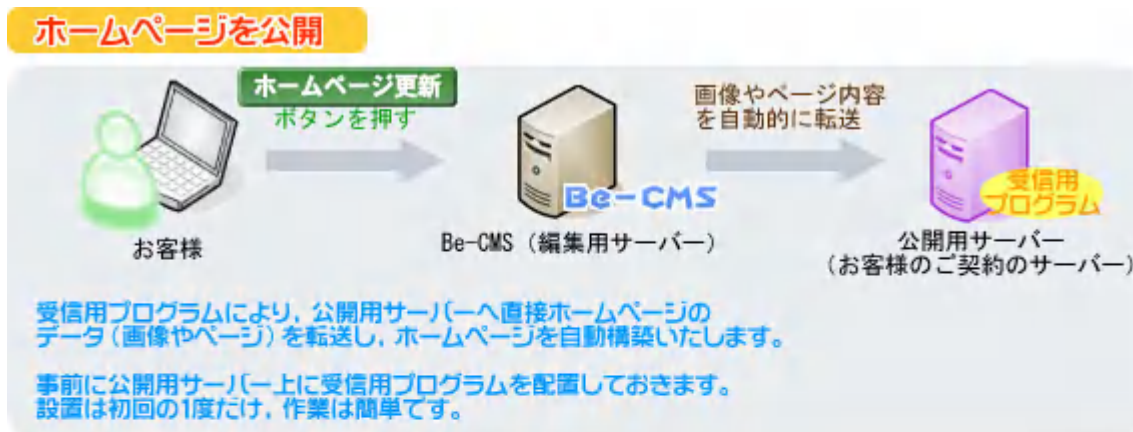 ホームページを公開
ホームページ更新
ボタンを押す
画像やページ内容
を自動的に転送
Be-CMS
受信用
プログラム
お客様
Be-CMS（編集用サーバー）
公開用サーバー
（お客様のご契約のサーバー）
受信用プログラムにより，公開用サーバーへ直接ホームページの
データ（画像やページ）を転送し，ホームページを自動構築いたします。
事前に公開用サーバー上に受信用プログラムを配置しておきます。
設置は初回の1度だけ，作業は簡単です。